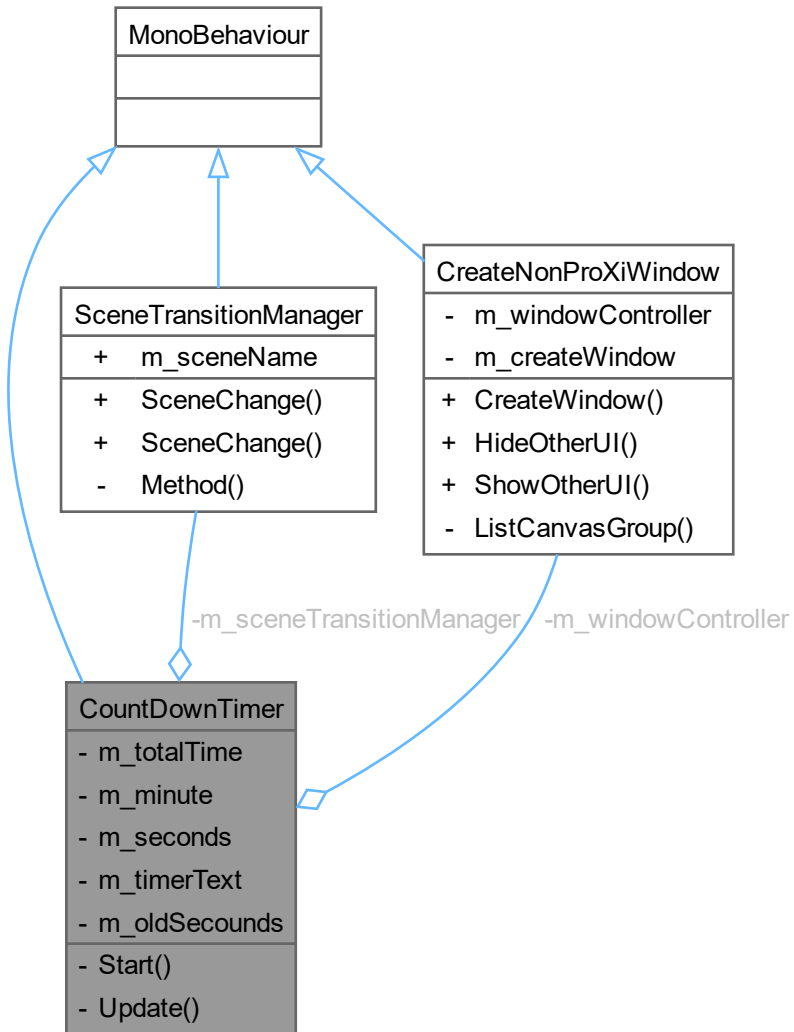 MonoBehaviour
SceneTransitionManager
+ m_sceneName
+ SceneChange()
+ SceneChange()
- Method()
CreateNonProXiWindow
- m_windowController
- m_createWindow
+ CreateWindow()
+ HideOtherUI()
+ ShowOtherUI()
- ListCanvasGroup()
-m_sceneTransitionManager
-m_windowController
CountDownTimer
- m_totalTime
- m_minute
- m_seconds
- m_timerText
- m_oldSecounds
- Start()
- Update()